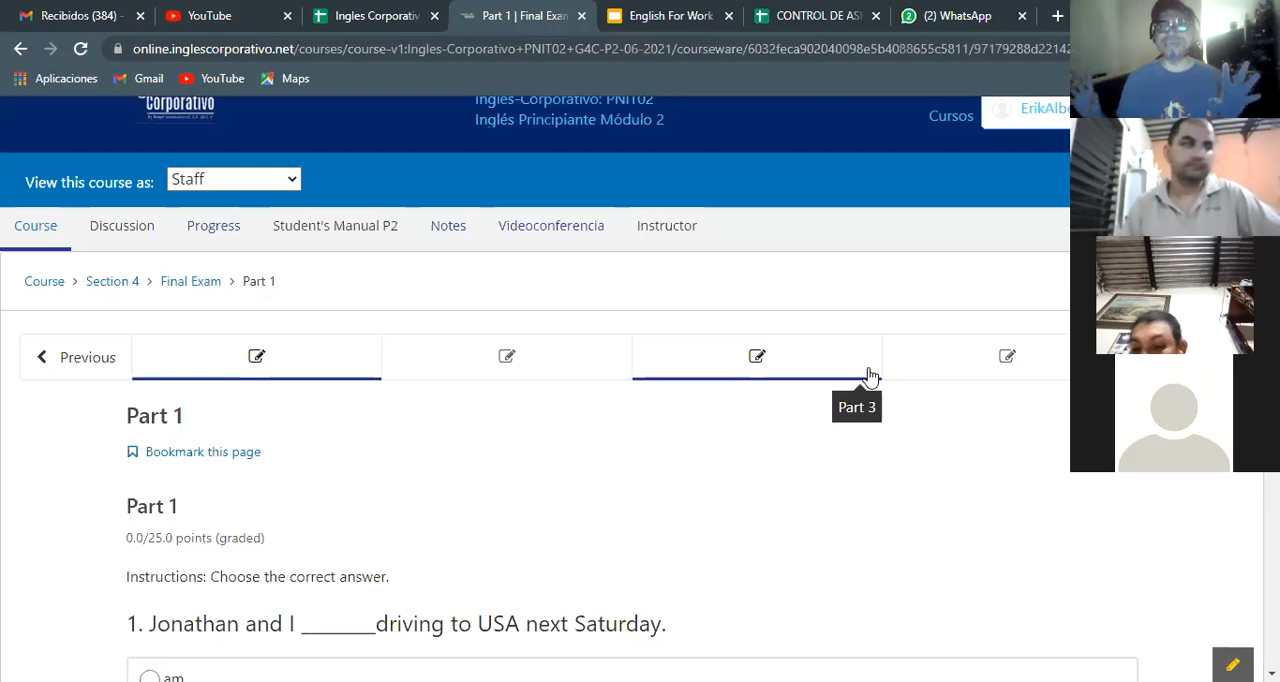 Recibidos (384) -
YouTube
Ingles Corporativ
Part 1 | Final Exam
English For Work
CONTROL DE ASI
(2) WhatsApp
online.inglescorporativo.net/courses/course-v1:Ingles-Corporativo+PNIT02+G4C-P2-06-2021/courseware/6032feca902040098e5b4088655c5811/97179288d22142
Aplicaciones
Gmail
YouTube
Maps
Corporativo
Ingles-Corporativo: PNIT02
Inglés Principiante Módulo 2
Cursos
ErikAlbe
View this course as:
Staff
Course
Discussion
Progress
Student's Manual P2
Notes
Videoconferencia
Instructor
Course > Section 4 > Final Exam > Part 1
Previous
Part 3
Part 1
Bookmark this page
Part 1
0.0/25.0 points (graded)
Instructions: Choose the correct answer.
1. Jonathan and I _______driving to USA next Saturday.
am